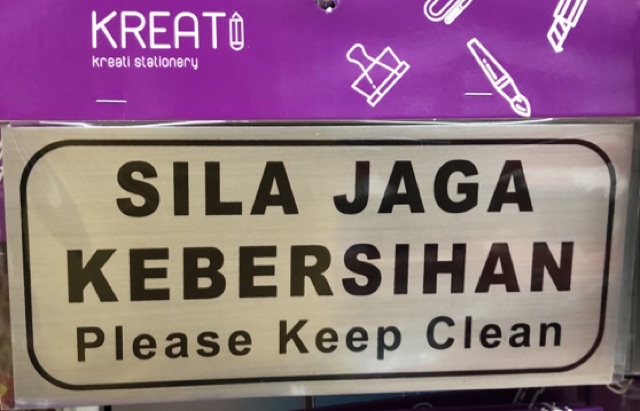 KREATi
kreati stationery
SILA JAGA
KEBERSIHAN
Please Keep Clean